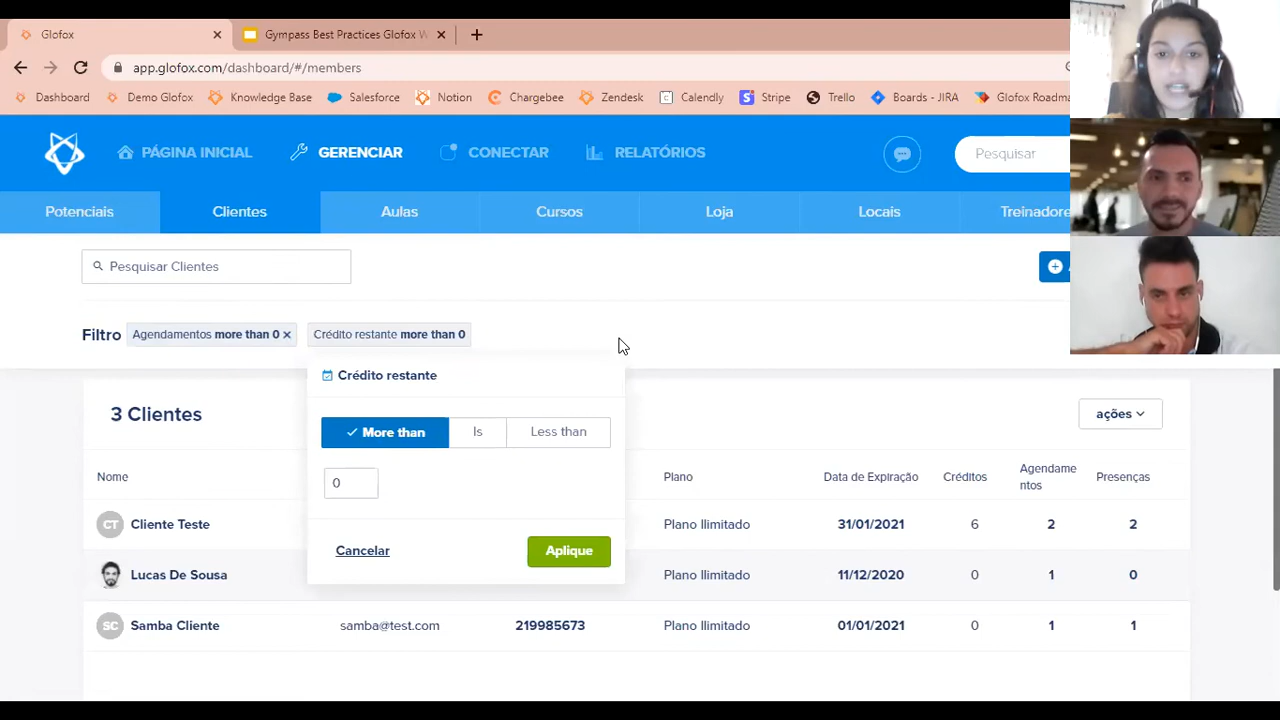 Glofox
Gympass Best Practices Glofox W
app.glofox.com/dashboard/#/members
Dashboard
Demo Glofox
Knowledge Base
Salesforce
Notion
Chargebee
Zendesk
Calendly
Stripe
Trello
Boards - JIRA
Glofox Roadma
PÁGINA INICIAL
GERENCIAR
CONECTAR
RELATÓRIOS
Pesquisar
Potenciais
Clientes
Aulas
Cursos
Loja
Locais
Treinadore
Pesquisar Clientes
Filtro
Agendamentos more than 0 ×
Crédito restante more than 0
Crédito restante
More than
Is
Less than
0
Cancelar
Aplique
3 Clientes
ações
Nome
Plano
Data de Expiração
Créditos
Agendame
ntos
Presenças
CT Cliente Teste Plano Ilimitado 31/01/2021 6 2 2
Lucas De Sousa Plano Ilimitado 11/12/2020 0 1 0
SC Samba Cliente samba@test.com 219985673 Plano Ilimitado 01/01/2021 0 1 1